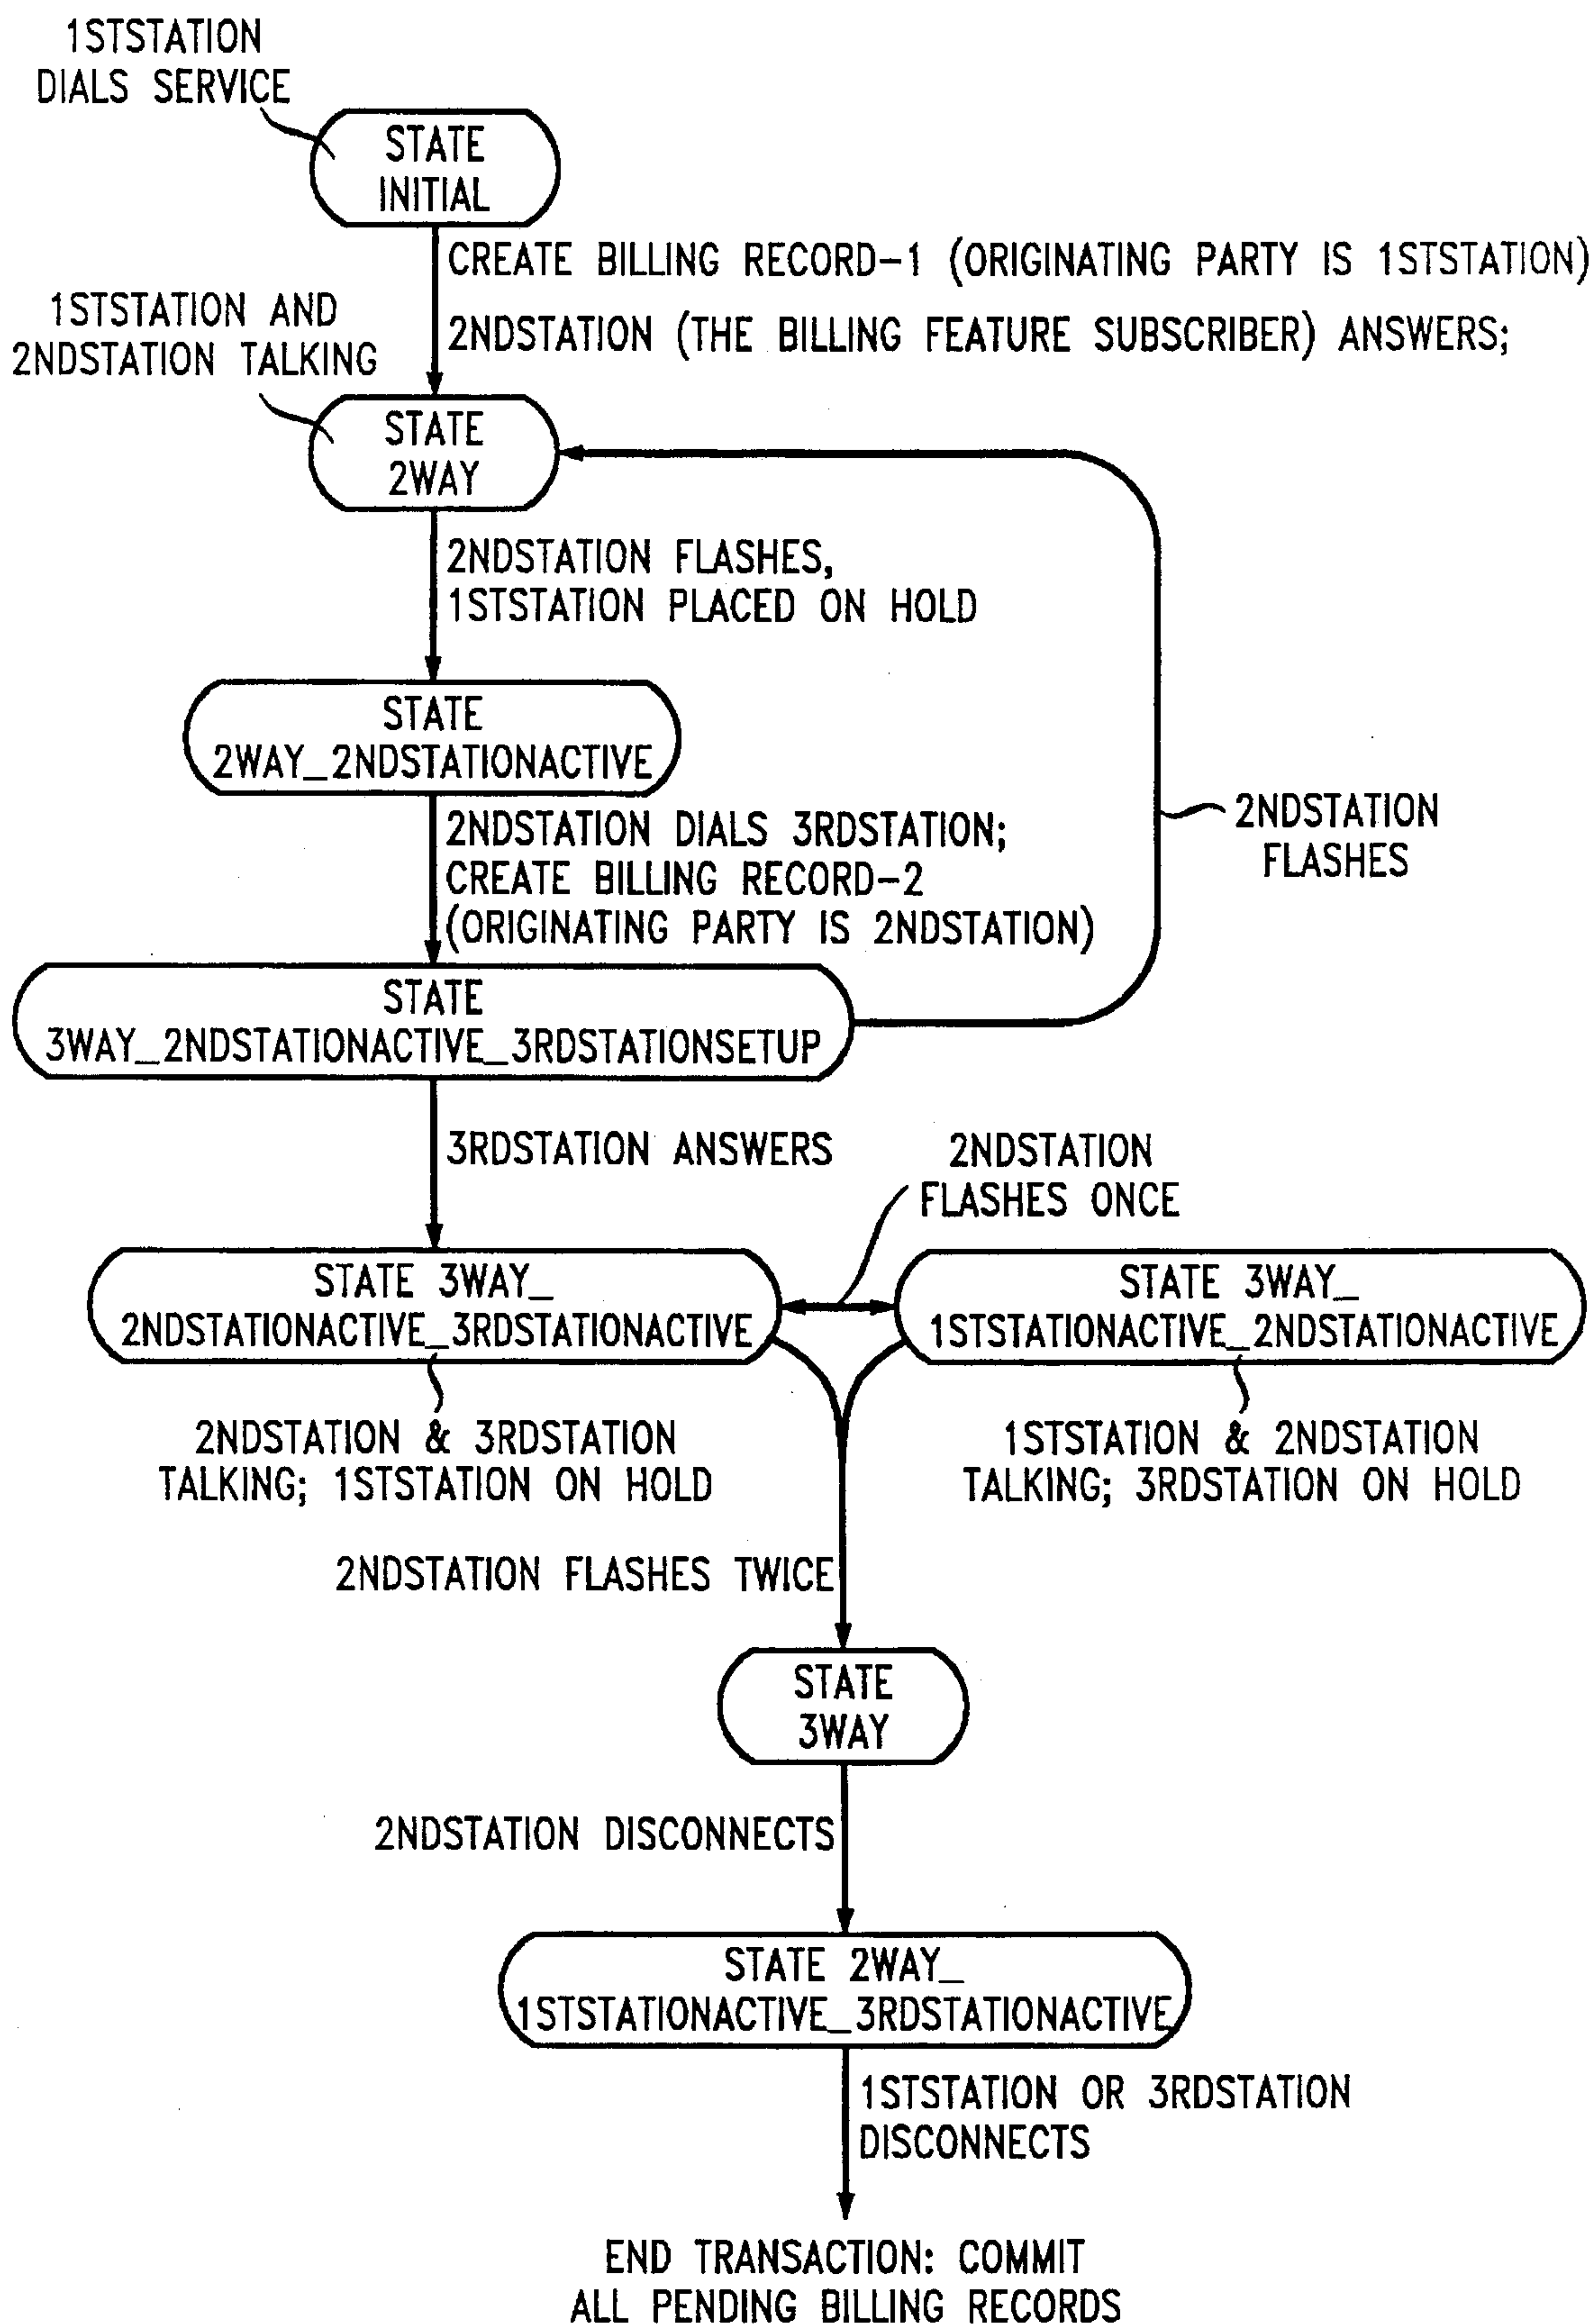 1STSTATION
DIALS SERVICE
STATE
INITIAL
CREATE BILLING RECORD-1 (ORIGINATING PARTY IS 1STSTATION)
2NDSTATION (THE BILLING FEATURE SUBSCRIBER) ANSWERS;
1STSTATION AND
2NDSTATION TALKING
STATE
2WAY
2NDSTATION FLASHES,
1STSTATION PLACED ON HOLD
STATE
2WAY_2NDSTATIONACTIVE
2NDSTATION DIALS 3RDSTATION;
CREATE BILLING RECORD-2
(ORIGINATING PARTY IS 2NDSTATION)
2NDSTATION
FLASHES
STATE
3WAY_2NDSTATIONACTIVE_3RDSTATIONSETUP
3RDSTATION ANSWERS
2NDSTATION
FLASHES ONCE
STATE 3WAY_
2NDSTATIONACTIVE_3RDSTATIONACTIVE
STATE 3WAY_
1STSTATIONACTIVE_2NDSTATIONACTIVE
2NDSTATION & 3RDSTATION
TALKING; 1STSTATION ON HOLD
1STSTATION & 2NDSTATION
TALKING; 3RDSTATION ON HOLD
2NDSTATION FLASHES TWICE
STATE
3WAY
2NDSTATION DISCONNECTS
STATE 2WAY_
1STSTATIONACTIVE_3RDSTATIONACTIVE
1STSTATION OR 3RDSTATION
DISCONNECTS
END TRANSACTION: COMMIT
ALL PENDING BILLING RECORDS